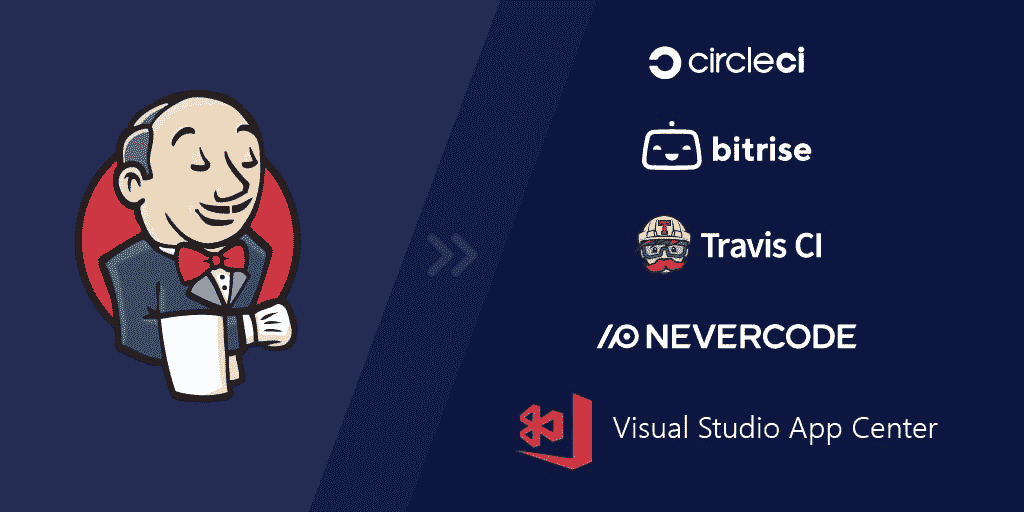 circleci
bitrise
T
Travis CI
NEVERCODE
Visual Studio App Center